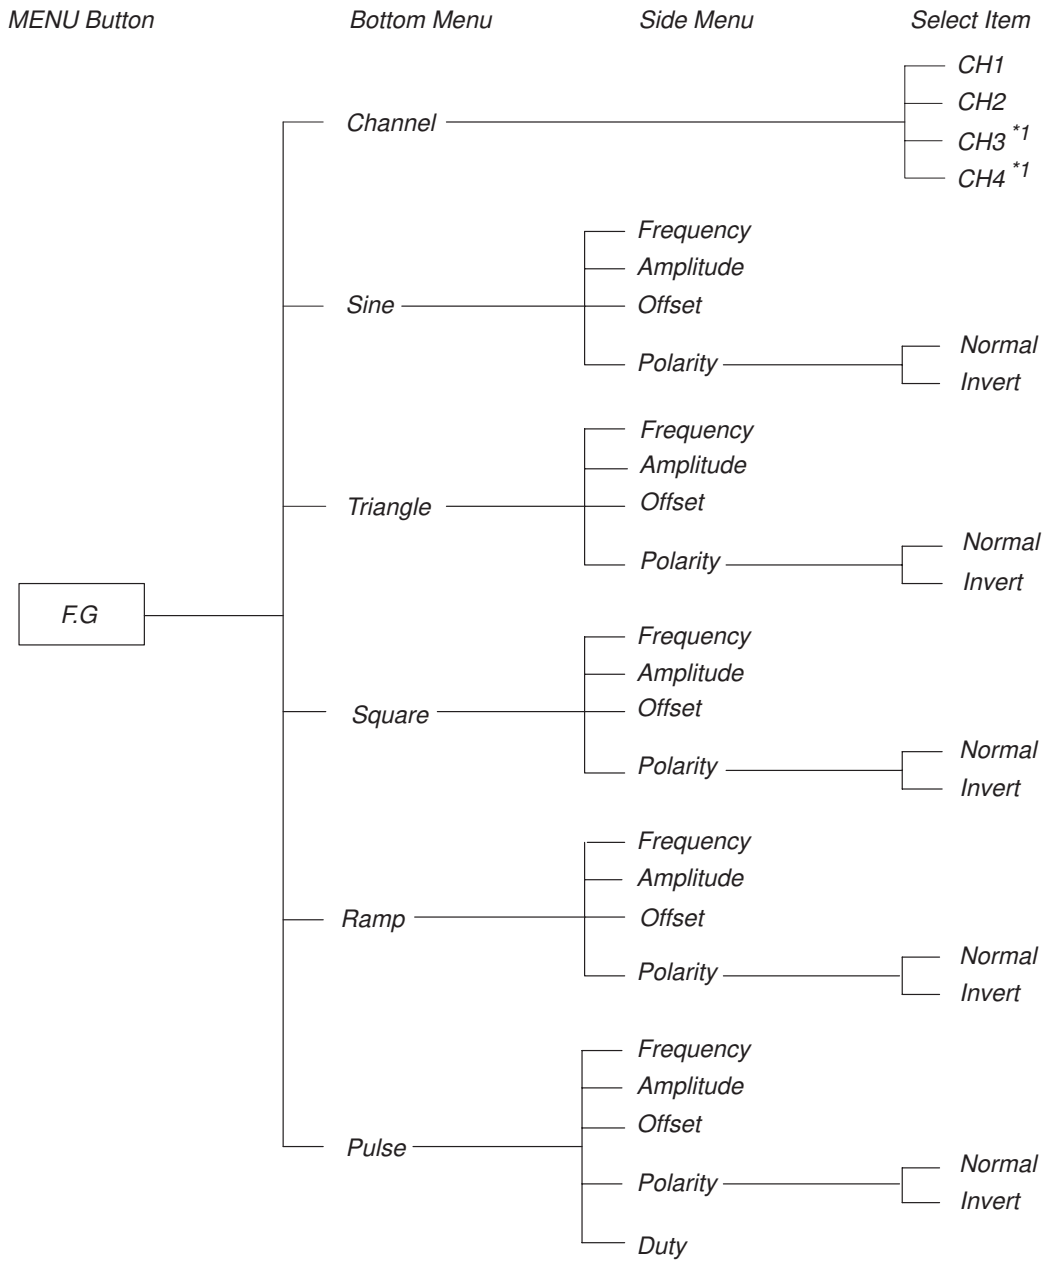 MENU Button Bottom Menu Side Menu Select Item
CH1
CH2
Channel
CH3 *1
CH4 *1
Frequency
Amplitude
Sine
Offset
Normal
Polarity
Invert
Frequency
Amplitude
Triangle
Offset
Normal
Polarity
Invert
F.G
Frequency
Amplitude
Square
Offset
Normal
Polarity
Invert
Frequency
Amplitude
Ramp
Offset
Normal
Polarity
Invert
Frequency
Amplitude
Offset
Pulse
Normal
Polarity
Invert
Duty